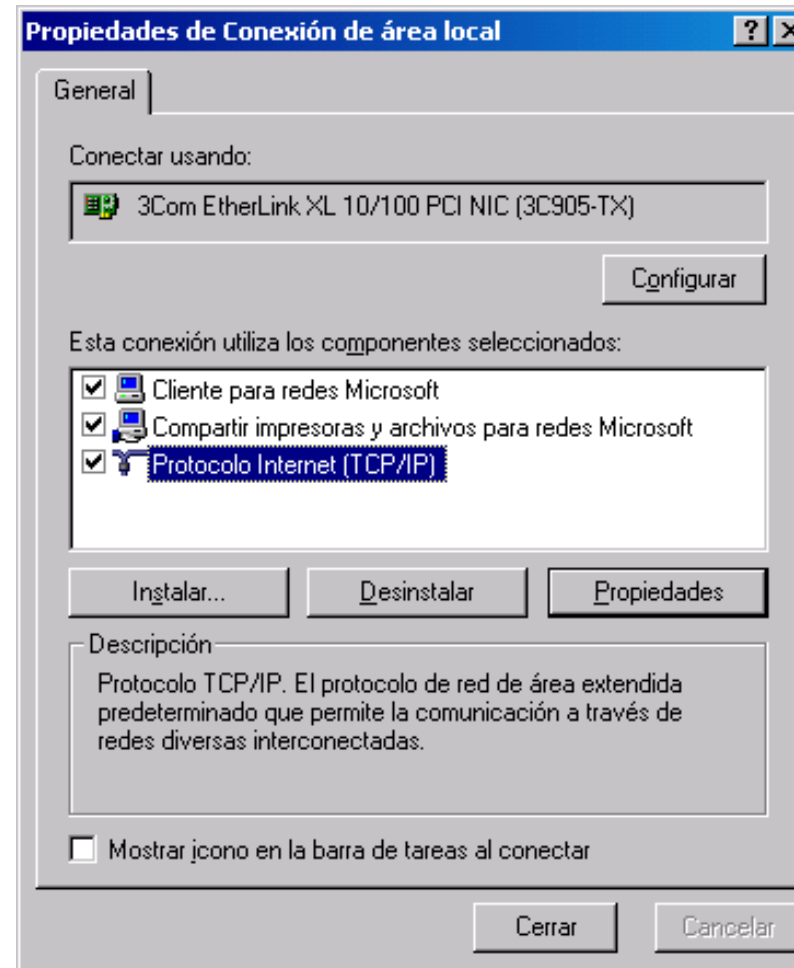 Propiedades de Conexión de área local
General
Conectar usando:
3Com EtherLink XL 10/100 PCI NIC (3C905-TX)
Configurar
Esta conexión utiliza los componentes seleccionados:
Cliente para redes Microsoft
Compartir impresoras y archivos para redes Microsoft
Protocolo Internet (TCP/IP)
Instalar... Desinstalar Propiedades
Descripción
Protocolo TCP/IP. El protocolo de red de área extendida
predeterminado que permite la comunicación a través de
redes diversas interconectadas.
Mostrar icono en la barra de tareas al conectar
Cerrar Cancelar